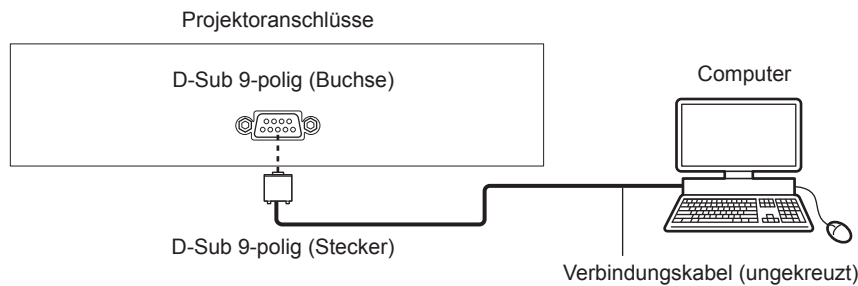 Projektoranschlüsse
D-Sub 9-polig (Buchse)
Computer
D-Sub 9-polig (Stecker)
Verbindungskabel (ungekreuzt)